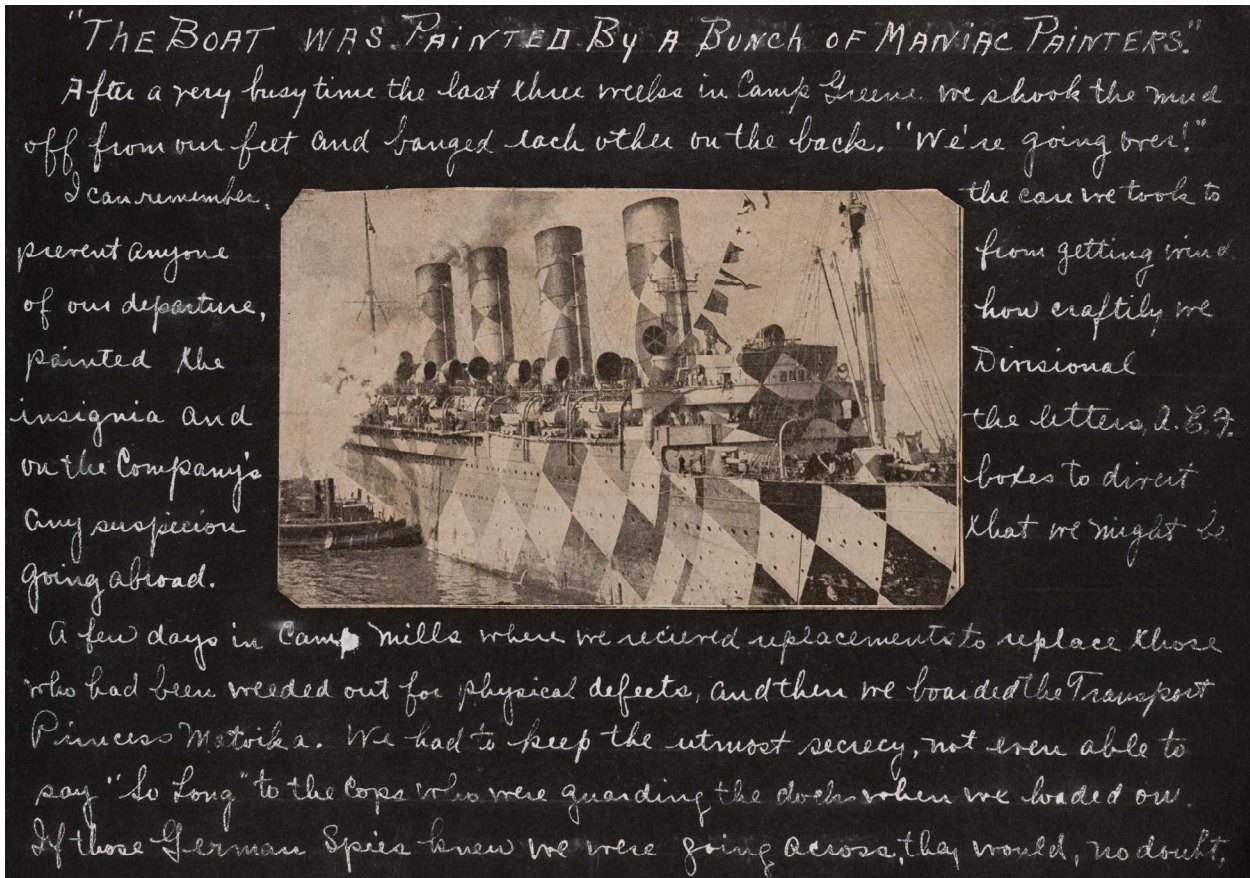 "THE BOAT WAS PAINTED BY A BUNCH OF MANIAC PAINTERS."
After a very busy time the last three weeks in Camp Greene we shook the mud
off from our feet and banged each other on the back. "We're going over!"
I can remember, the care we took to
prevent anyone from getting wind
of our departure, how craftily we
painted the Divisional
insignia and the letters, A.E.F.
on the Company's boxes to divert
any suspicion that we might be
going abroad.
A few days in Camp Mills where we recieved replacements to replace those
who had been weeded out for physical defects, and then we boarded the Transport
Princess Matoika. We had to keep the utmost secrecy, not even able to
say "So Long" to the Cops who were guarding the docks when we loaded on.
If those German Spies knew we were going across, they would, no doubt,